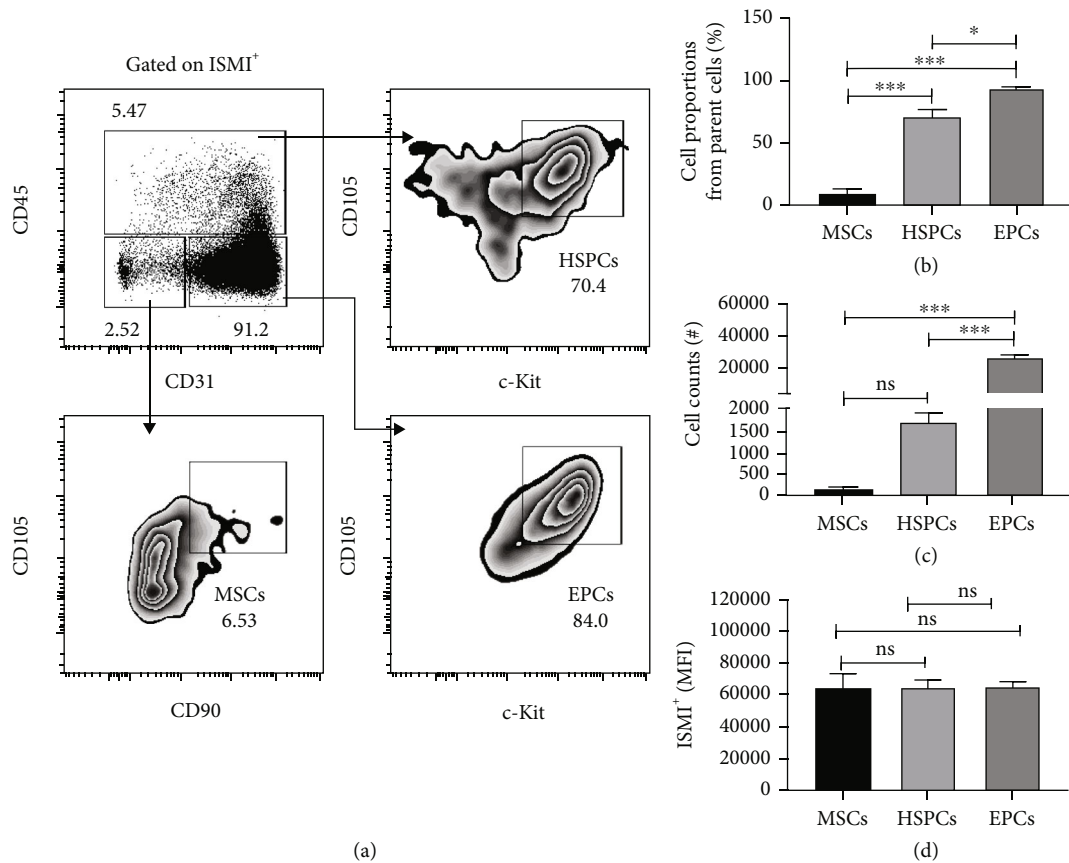 Gated on ISMI+
5.47
CD45
2.52
91.2
CD31
CD105
HSPCs
70.4
c-Kit
CD105
MSCs
6.53
CD90
CD105
EPCs
84.0
c-Kit
(a)
Cell proportions
from parent cells (%)
150
100
50
0
*
***
***
MSCs
HSPCs
EPCs
(b)
Cell counts (#)
60000
40000
20000
2000
1500
1000
500
0
***
***
ns
MSCs
HSPCs
EPCs
(c)
ISMI+ (MFI)
120000
100000
80000
60000
40000
20000
0
ns
ns
ns
MSCs
HSPCs
EPCs
(d)